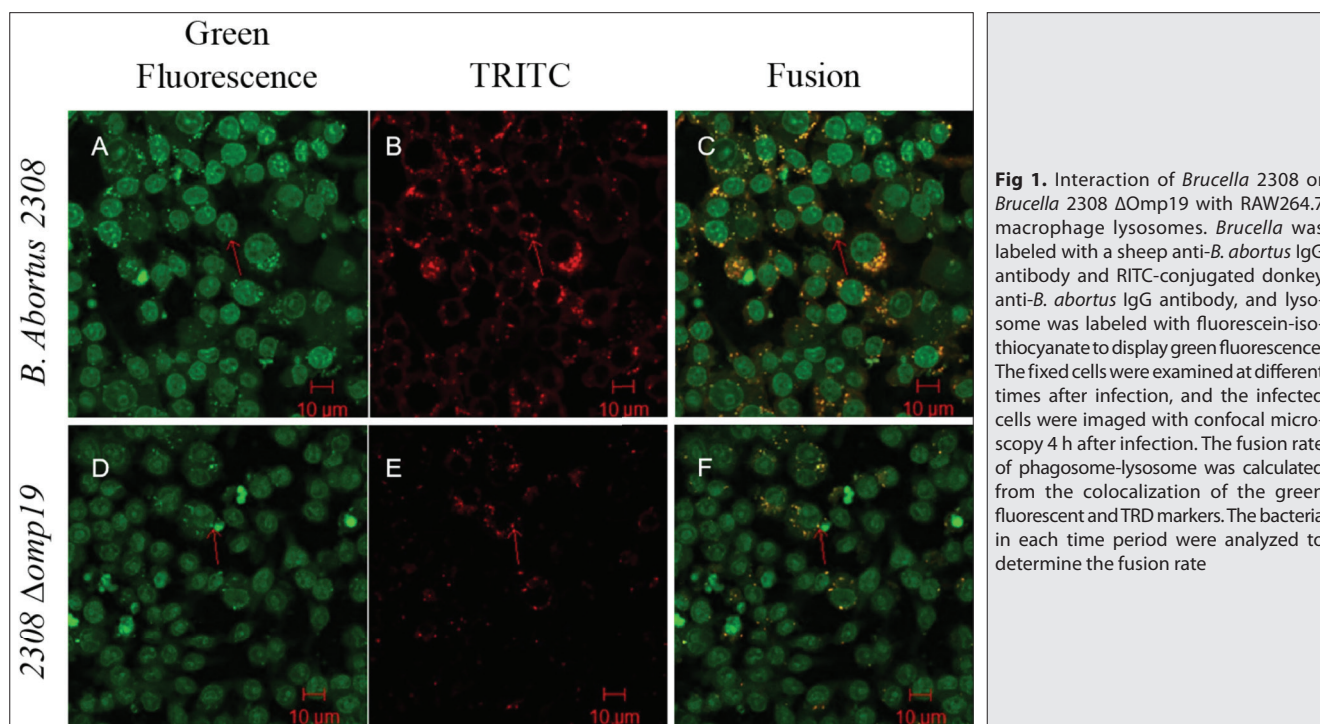 Green
Fluorescence
TRITC
Fusion
B. Abortus 2308
A
B
C
10 µm
10 µm
10 µm
2308 Δomp19
D
E
F
10 µm
10 µm
10 µm
Fig 1. Interaction of Brucella 2308 or
Brucella 2308 ΔOmp19 with RAW264.7
macrophage lysosomes. Brucella was
labeled with a sheep anti-B. abortus IgG
antibody and RITC-conjugated donkey
anti-B. abortus IgG antibody, and lyso-
some was labeled with fluorescein-iso-
thiocyanate to display green fluorescence
The fixed cells were examined at different
times after infection, and the infected
cells were imaged with confocal micro-
scopy 4 h after infection. The fusion rate
of phagosome-lysosome was calculated
from the colocalization of the green
fluorescent and TRD markers. The bacteria
in each time period were analyzed to
determine the fusion rate